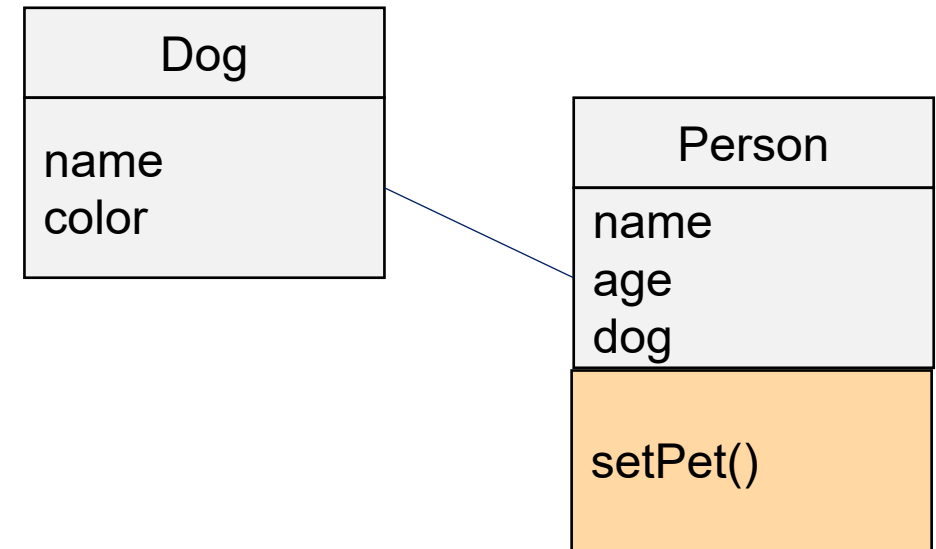 Dog
name
color
Person
name
age
dog
setPet()